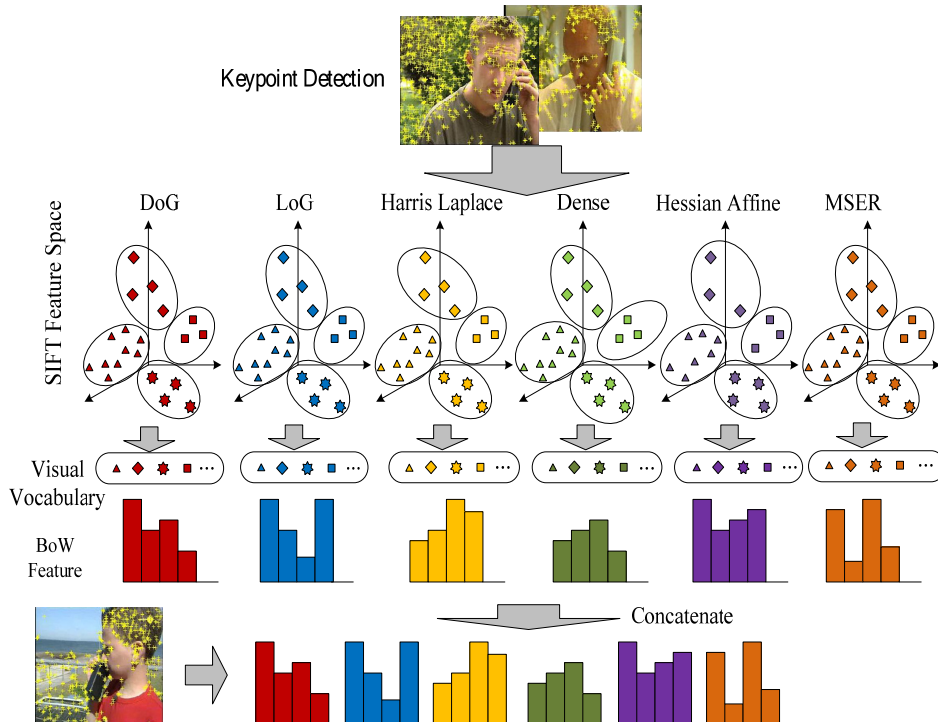 Keypoint Detection
DoG LoG Harris Laplace Dense Hessian Affine MSER
SIFT Feature Space
Visual
Vocabulary
... ... ... ... ... ...
BoW
Feature
Concatenate